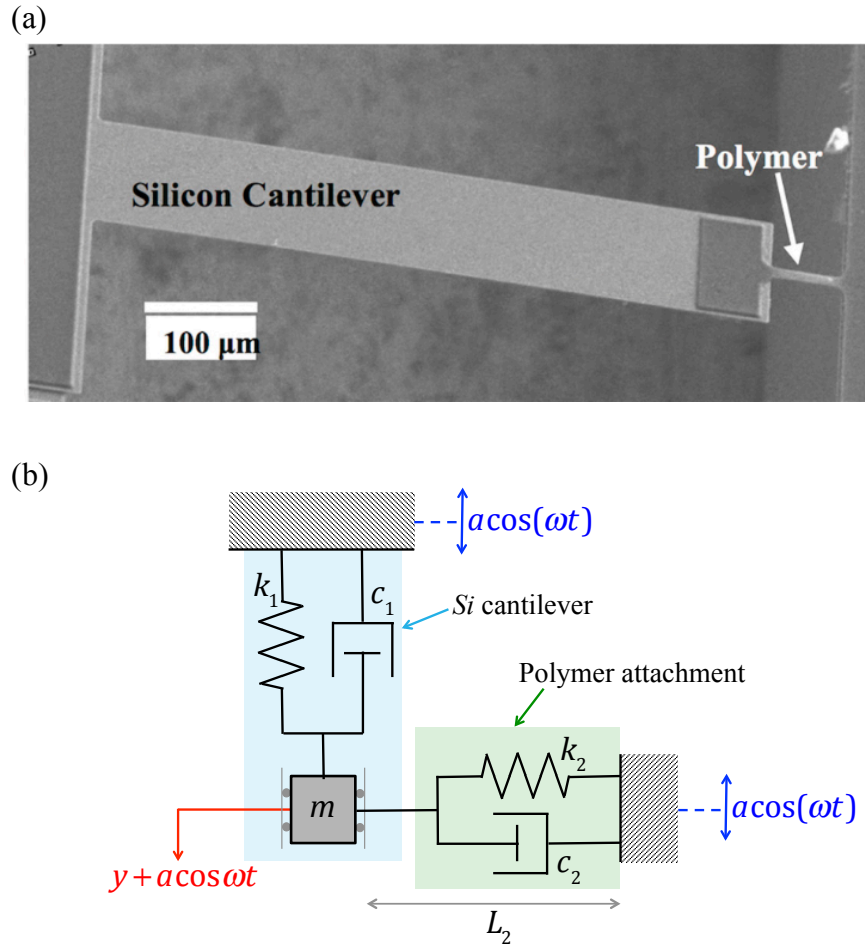 (a)
Silicon Cantilever
Polymer
100 μm
(b)
acos(ωt)
k₁
c₁
Si cantilever
Polymer attachment
k₂
m
acos(ωt)
c₂
y + acosωt
L₂